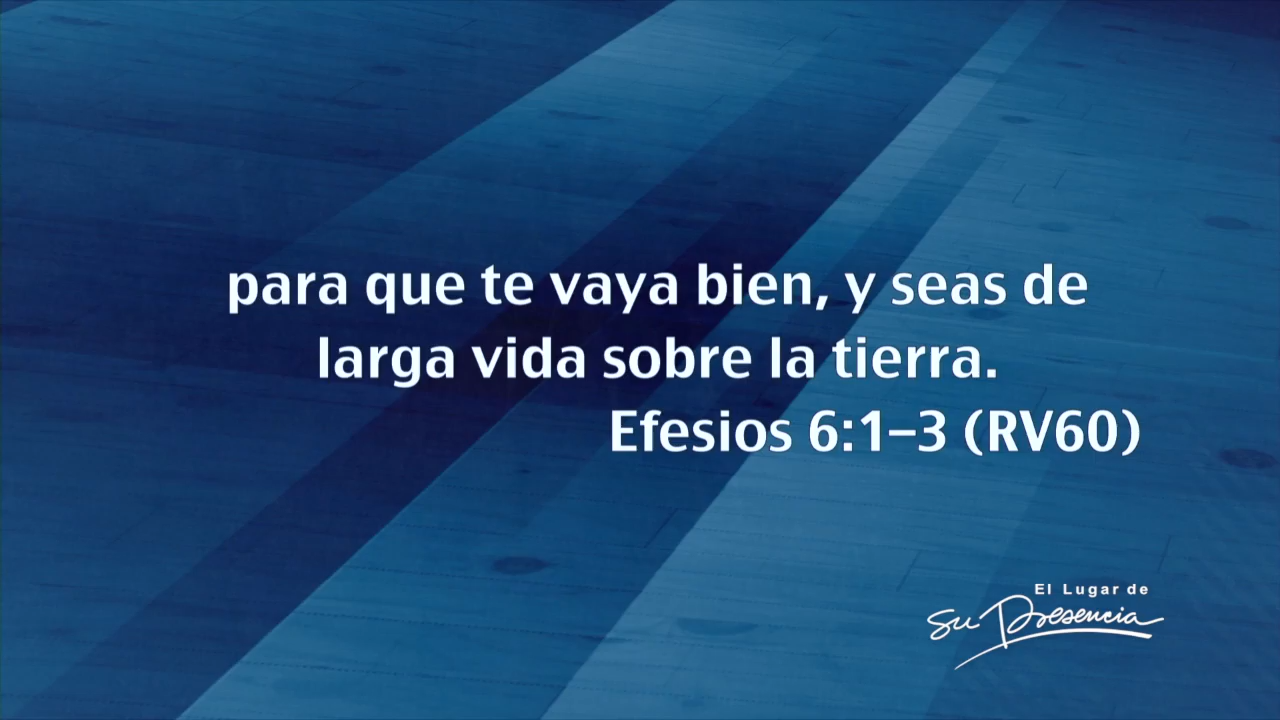 para que te vaya bien, y seas de
larga vida sobre la tierra.
Efesios 6:1–3 (RV60)
El Lugar de
Su Presencia